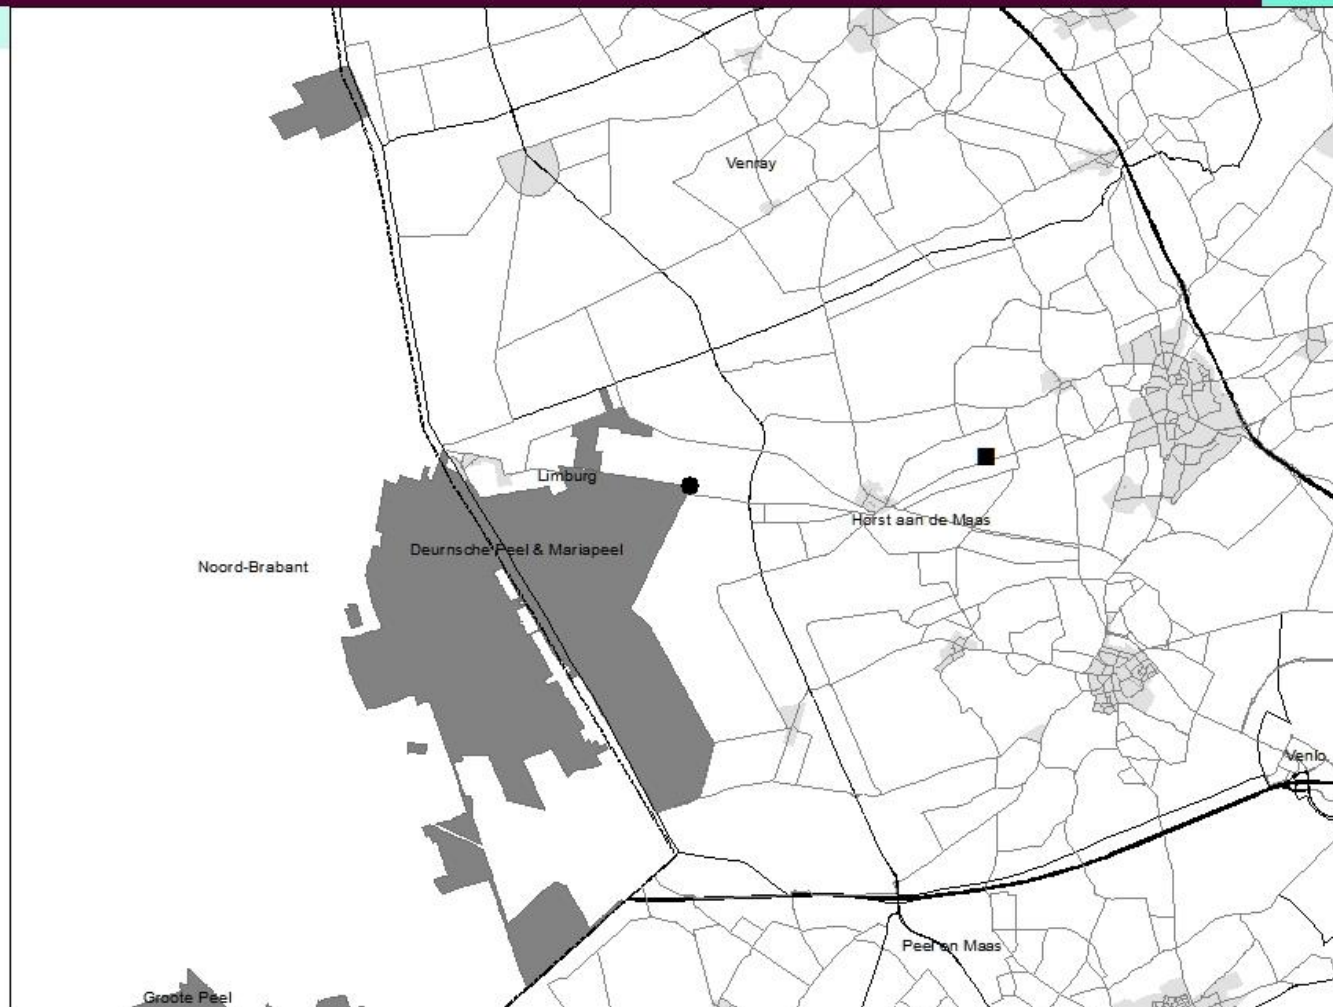 Venray
Limburg
Horst aan de Maas
Deurnsche Peel & Mariapeel
Noord-Brabant
Venlo
Peel en Maas
Groote Peel